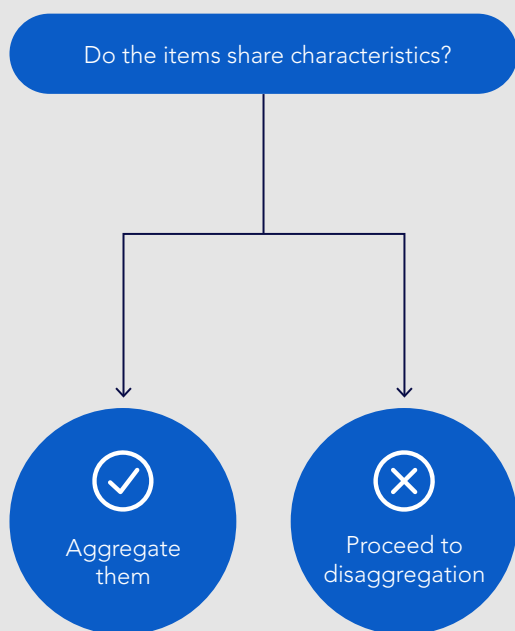 Do the items share characteristics?
Aggregate
them
Proceed to
disaggregation